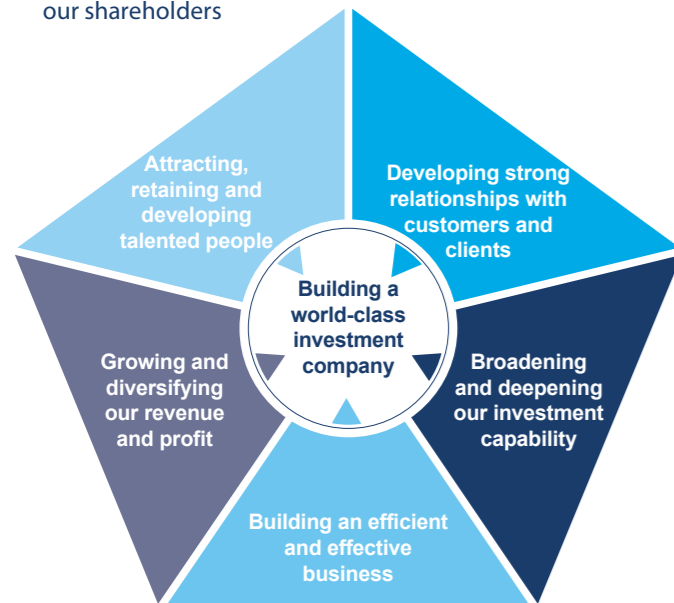 our shareholders
Attracting,
retaining and
developing
talented people
Developing strong
relationships with
customers and
clients
Building a
world-class
investment
company
Growing and
diversifying
our revenue
and profit
Broadening
and deepening
our investment
capability
Building an efficient
and effective
business